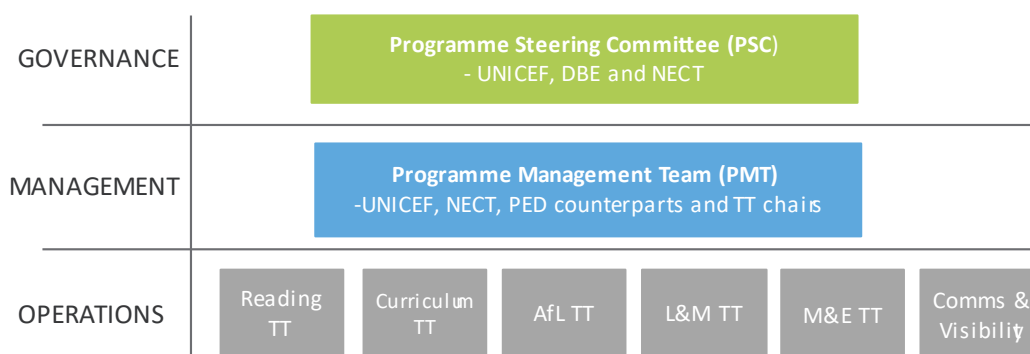 GOVERNANCE
Programme Steering Committee (PSC)
- UNICEF, DBE and NECT
MANAGEMENT
Programme Management Team (PMT)
-UNICEF, NECT, PED counterparts and TT chairs
OPERATIONS
Reading
TT
Curriculum
TT
AfL TT
L&M TT
M&E TT
Comms &
Visibility